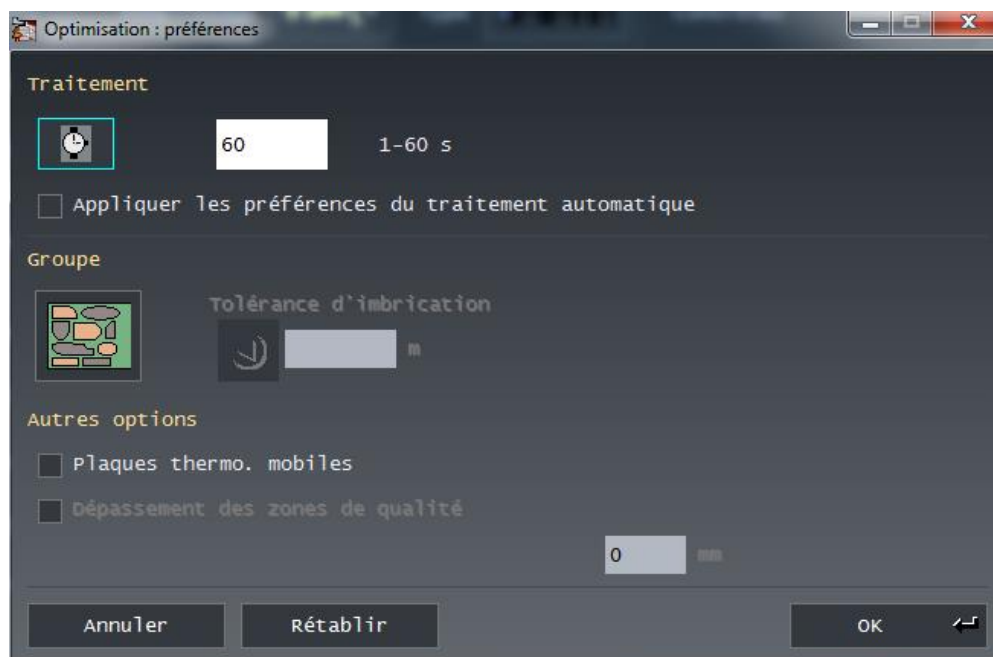 Optimisation : préférences
Traitement
60 1-60 s
Appliquer les préférences du traitement automatique
Groupe
Tolérance d'imbrication
m
Autres options
Plaques thermo. mobiles
Dépassement des zones de qualité
0 mm
Annuler Rétablir OK